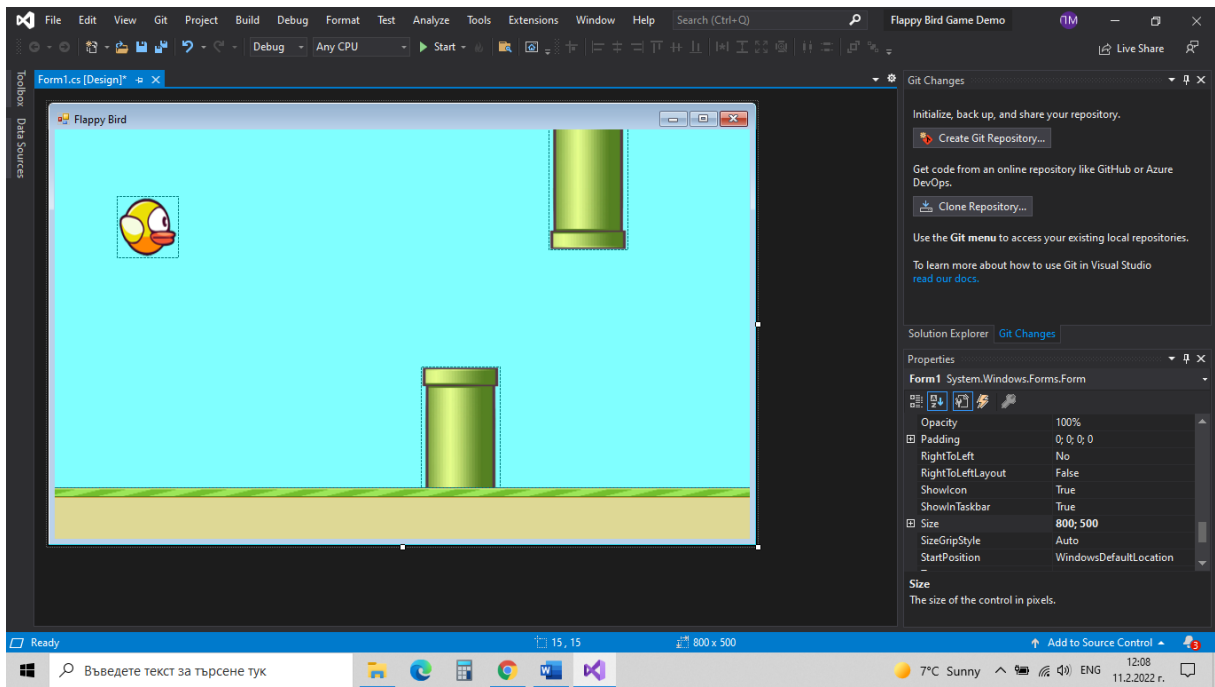 File Edit View Git Project Build Debug Format Test Analyze Tools Extensions Window Help Search (Ctrl+Q) Flappy Bird Game Demo ПМ
Debug Any CPU Start Live Share
Toolbox
Data Sources
Form1.cs [Design]*
Flappy Bird
Git Changes
Initialize, back up, and share your repository.
Create Git Repository...
Get code from an online repository like GitHub or Azure
DevOps.
Clone Repository...
Use the Git menu to access your existing local repositories.
To learn more about how to use Git in Visual Studio
read our docs.
Solution Explorer Git Changes
Properties
Form1 System.Windows.Forms.Form
Opacity 100%
Padding 0; 0; 0; 0
RightToLeft No
RightToLeftLayout False
ShowIcon True
ShowInTaskbar True
Size 800; 500
SizeGripStyle Auto
StartPosition WindowsDefaultLocation
Size
The size of the control in pixels.
Ready 15 , 15 800 x 500 Add to Source Control 3
Въведете текст за търсене тук 7°C Sunny ENG 12:08
11.2.2022 г.